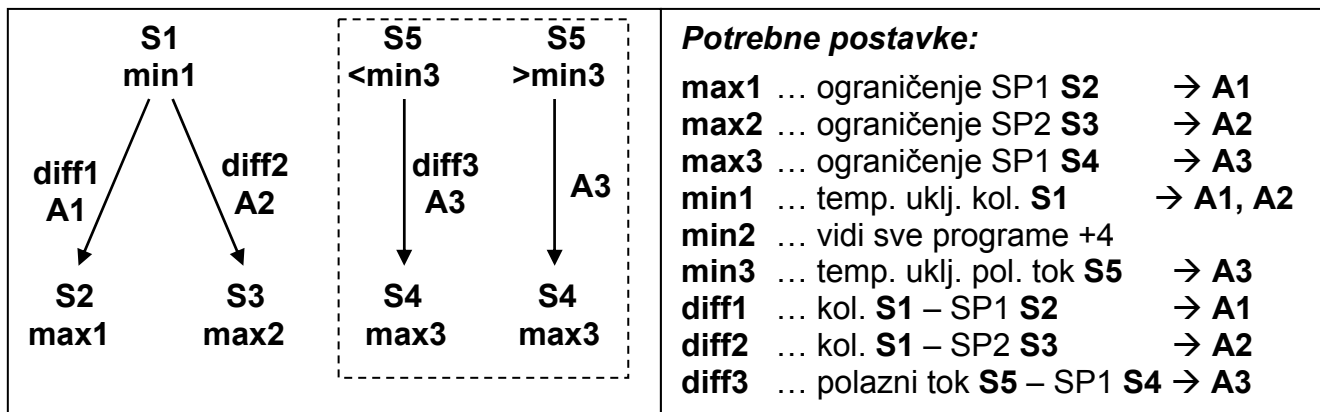 S1
min1
diff1
A1
diff2
A2
S2
max1
S3
max2
S5
<min3
S5
>min3
diff3
A3
A3
S4
max3
S4
max3
Potrebne postavke:
max1 … ograničenje SP1 S2 → A1
max2 … ograničenje SP2 S3 → A2
max3 … ograničenje SP1 S4 → A3
min1 … temp. uklj. kol. S1 → A1, A2
min2 … vidi sve programe +4
min3 … temp. uklj. pol. tok S5 → A3
diff1 … kol. S1 – SP1 S2 → A1
diff2 … kol. S1 – SP2 S3 → A2
diff3 … polazni tok S5 – SP1 S4 → A3